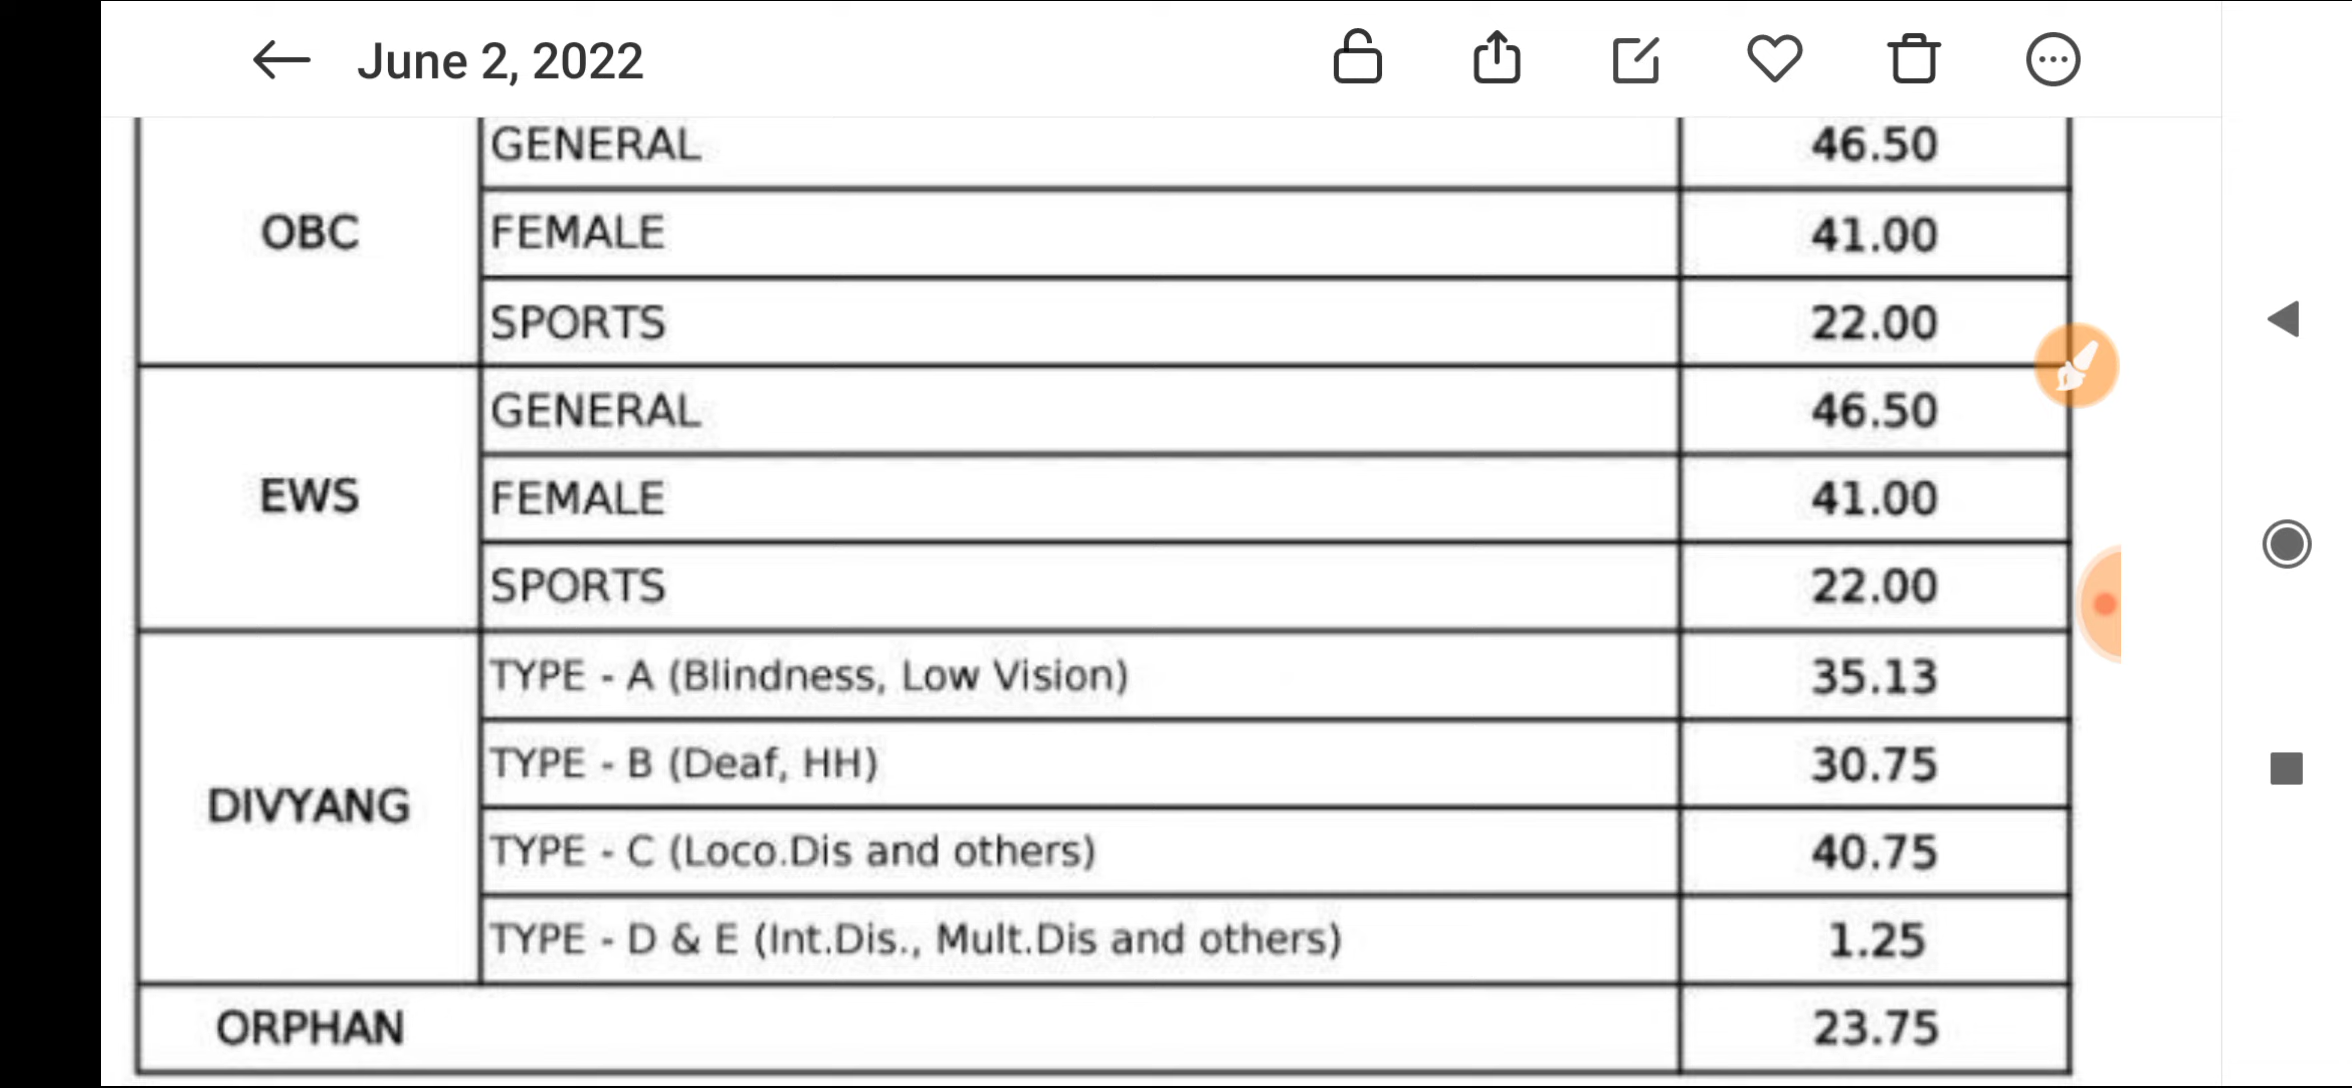 June 2, 2022
OBC
GENERAL 46.50
FEMALE 41.00
SPORTS 22.00
EWS
GENERAL 46.50
FEMALE 41.00
SPORTS 22.00
DIVYANG
TYPE - A (Blindness, Low Vision) 35.13
TYPE - B (Deaf, HH) 30.75
TYPE - C (Loco.Dis and others) 40.75
TYPE - D & E (Int.Dis., Mult.Dis and others) 1.25
ORPHAN 23.75